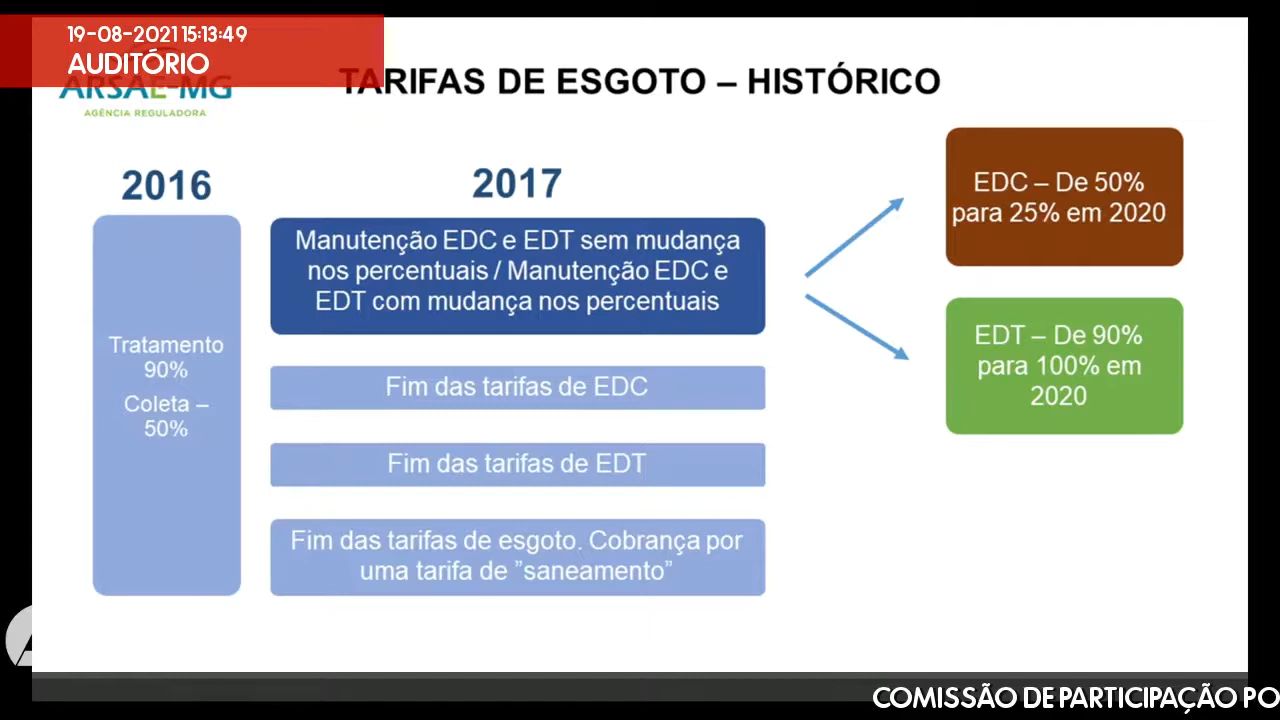 19-08-2021 15:13:49
AUDITÓRIO
ARSAE-MG
AGÊNCIA REGULADORA
TARIFAS DE ESGOTO – HISTÓRICO
2016
Tratamento
90%
Coleta –
50%
2017
Manutenção EDC e EDT sem mudança
nos percentuais / Manutenção EDC e
EDT com mudança nos percentuais
Fim das tarifas de EDC
Fim das tarifas de EDT
Fim das tarifas de esgoto. Cobrança por
uma tarifa de ”saneamento”
EDC – De 50%
para 25% em 2020
EDT – De 90%
para 100% em
2020
COMISSÃO DE PARTICIPAÇÃO PO